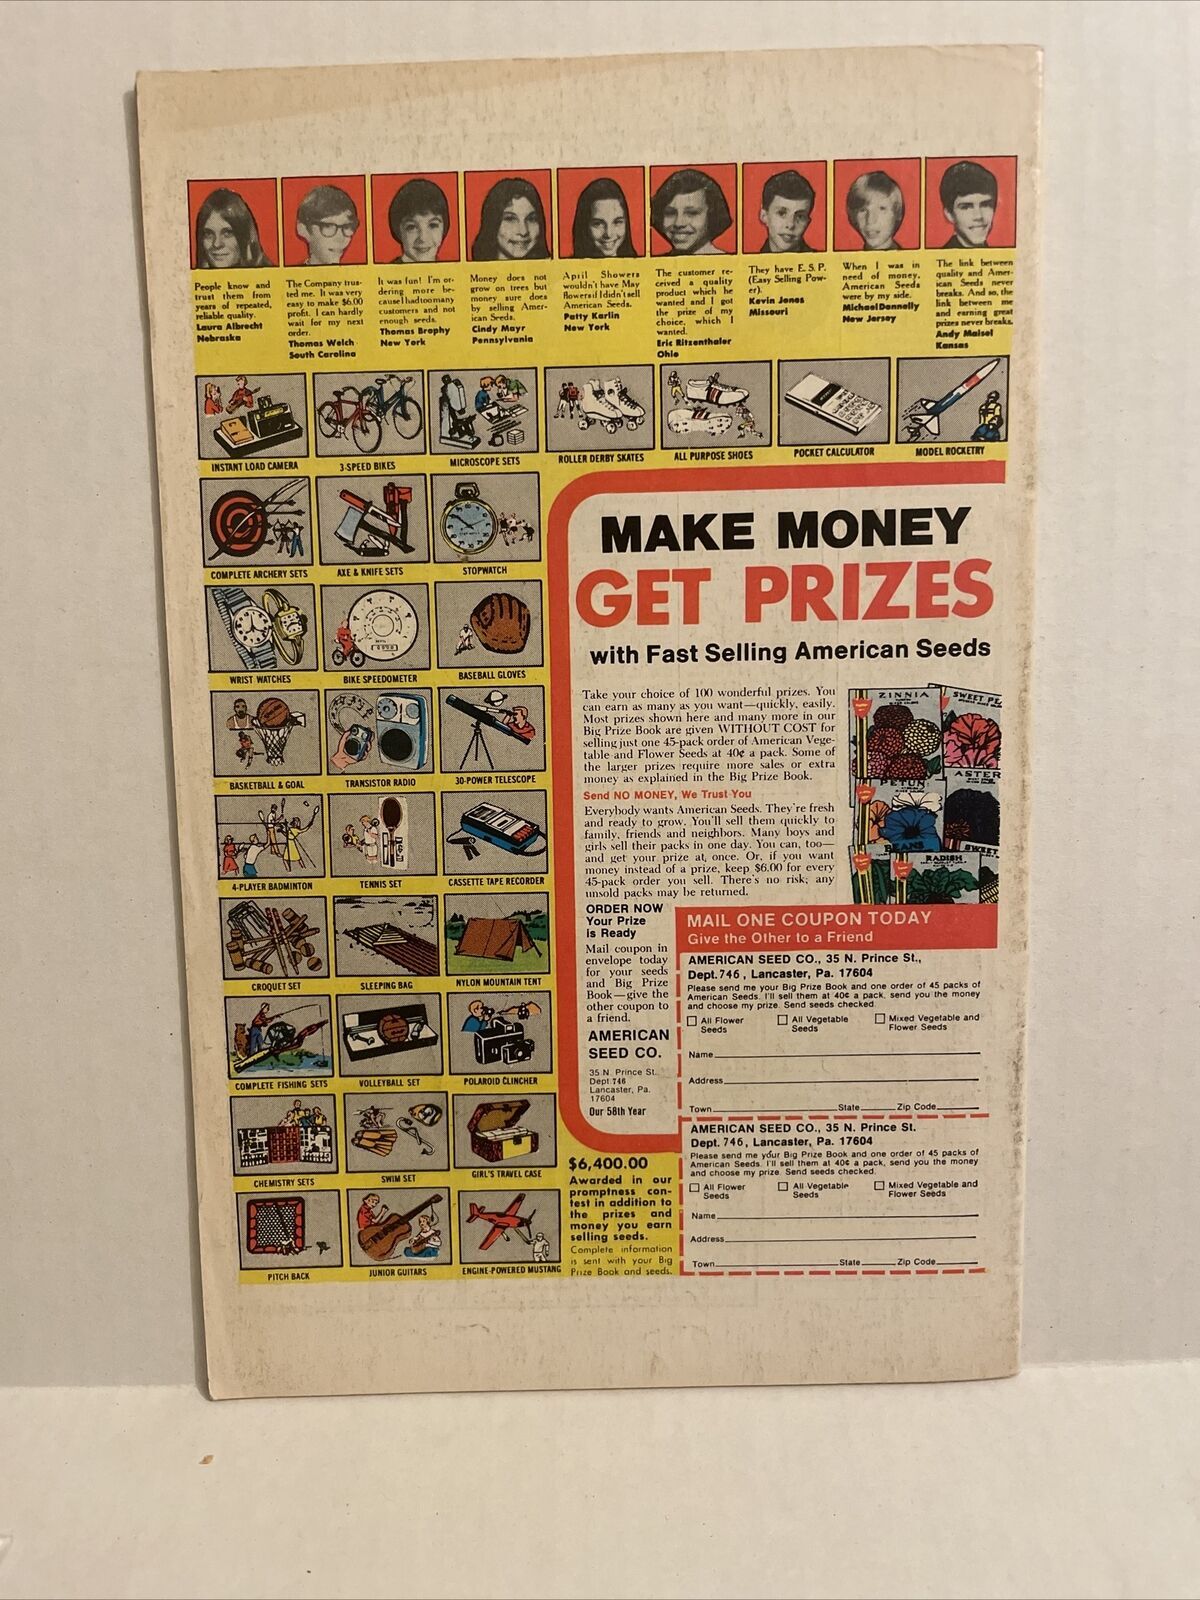 People know and
trust them from
years of repeated,
reliable quality.
Laura Albrecht
Nebraska
The Company trus-
ted me. It was very
easy to make $6.00
profit. I can hardly
wait for my next
order.
Thomas Welch
South Carolina
It was fun! I'm or-
dering more be-
cause I had too many
customers and not
enough seeds.
Thomas Brophy
New York
Money does not
grow on trees but
money sure does
by selling Amer-
ican Seeds.
Cindy Mayr
Pennsylvania
April Showers
wouldn't have May
flowers if I didn't sell
American Seeds.
Patty Karlin
New York
The customer re-
ceived a quality
product which he
wanted and I got
the prize of my
choice, which I
wanted.
Eric Ritzenthaler
Ohio
They have E. S. P.
(Easy Selling Pow-
er).
Kevin Jones
Missouri
When I was in
need of money,
American Seeds
were by my side.
Michael Donnelly
New Jersey
The link between
quality and Amer-
ican Seeds never
breaks. And so, the
link between me
and earning great
prizes never breaks.
Andy Maisel
Kansas
INSTANT LOAD CAMERA
3-SPEED BIKES
MICROSCOPE SETS
ROLLER DERBY SKATES
ALL PURPOSE SHOES
POCKET CALCULATOR
MODEL ROCKETRY
COMPLETE ARCHERY SETS
AXE & KNIFE SETS
STOPWATCH
WRIST WATCHES
BIKE SPEEDOMETER
BASEBALL GLOVES
BASKETBALL & GOAL
TRANSISTOR RADIO
30-POWER TELESCOPE
4-PLAYER BADMINTON
TENNIS SET
CASSETTE TAPE RECORDER
CROQUET SET
SLEEPING BAG
NYLON MOUNTAIN TENT
COMPLETE FISHING SETS
VOLLEYBALL SET
POLAROID CLINCHER
CHEMISTRY SETS
SWIM SET
GIRL'S TRAVEL CASE
PITCH BACK
JUNIOR GUITARS
ENGINE-POWERED MUSTANG
MAKE MONEY
GET PRIZES
with Fast Selling American Seeds
Take your choice of 100 wonderful prizes. You
can earn as many as you want—quickly, easily.
Most prizes shown here and many more in our
Big Prize Book are given WITHOUT COST for
selling just one 45-pack order of American Vege-
table and Flower Seeds at 40¢ a pack. Some of
the larger prizes require more sales or extra
money as explained in the Big Prize Book.
Send NO MONEY, We Trust You
Everybody wants American Seeds. They're fresh
and ready to grow. You'll sell them quickly to
family, friends and neighbors. Many boys and
girls sell their packs in one day. You can, too—
and get your prize at once. Or, if you want
money instead of a prize, keep $6.00 for every
45-pack order you sell. There's no risk; any
unsold packs may be returned.
ZINNIA
SWEET PE
ASTER
PETUN
BEANS
SWEET
RADISH
ORDER NOW
Your Prize
is Ready
Mail coupon in
envelope today
for your seeds
and Big Prize
Book—give the
other coupon to
a friend.
AMERICAN
SEED CO.
35 N. Prince St.
Dept 746
Lancaster, Pa.
17604
Our 58th Year
$6,400.00
Awarded in our
promptness con-
test in addition to
the prizes and
money you earn
selling seeds.
Complete information
is sent with your Big
Prize Book and seeds.
MAIL ONE COUPON TODAY
Give the Other to a Friend
AMERICAN SEED CO., 35 N. Prince St.,
Dept. 746, Lancaster, Pa. 17604
Please send me your Big Prize Book and one order of 45 packs of
American Seeds. I'll sell them at 40¢ a pack, send you the money
and choose my prize. Send seeds checked.
All Flower
Seeds
All Vegetable
Seeds
Mixed Vegetable and
Flower Seeds
Name
Address
Town State Zip Code
AMERICAN SEED CO., 35 N. Prince St.
Dept. 746, Lancaster, Pa. 17604
Please send me your Big Prize Book and one order of 45 packs of
American Seeds. I'll sell them at 40¢ a pack, send you the money
and choose my prize. Send seeds checked.
All Flower
Seeds
All Vegetable
Seeds
Mixed Vegetable and
Flower Seeds
Name
Address
Town State Zip Code